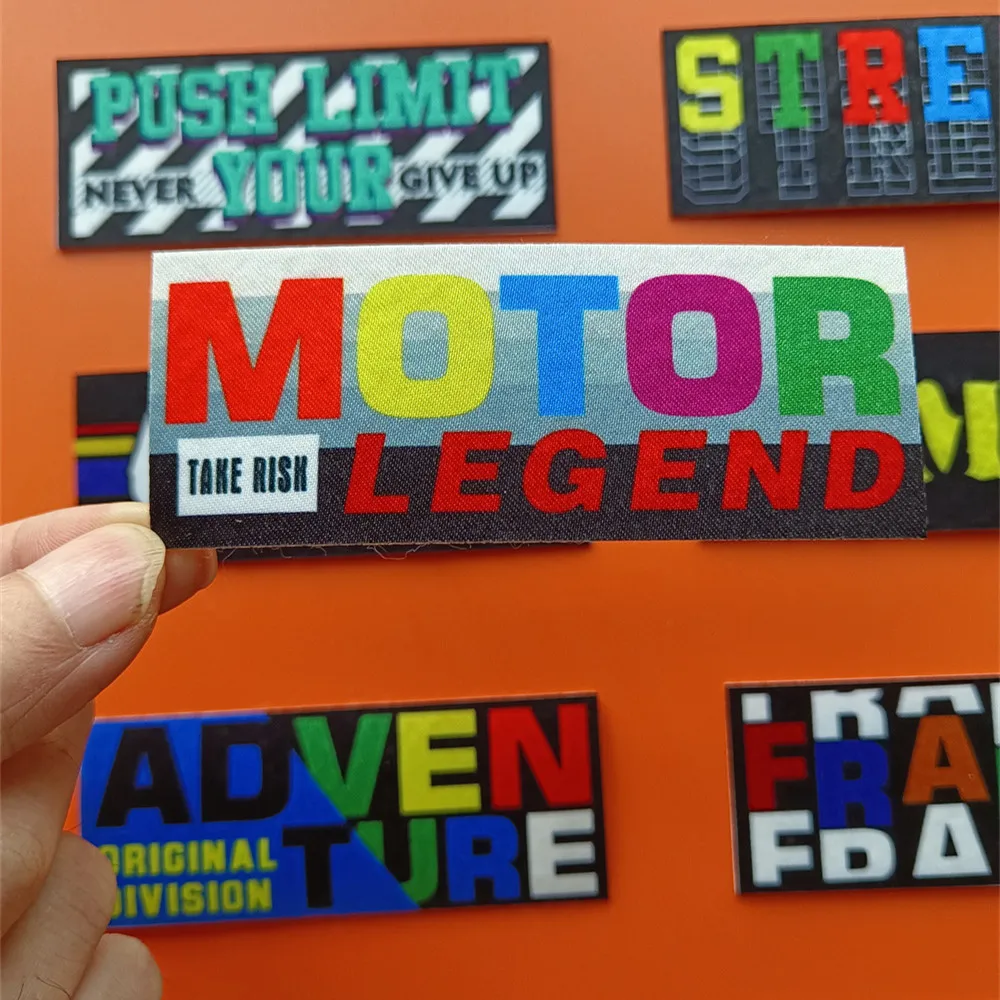 PUSH LIMIT
NEVER YOUR GIVE UP
STRE
MOTOR
TAKE RISK LEGEND
ADVEN
ORIGINAL
DIVISION
TURE
FRA